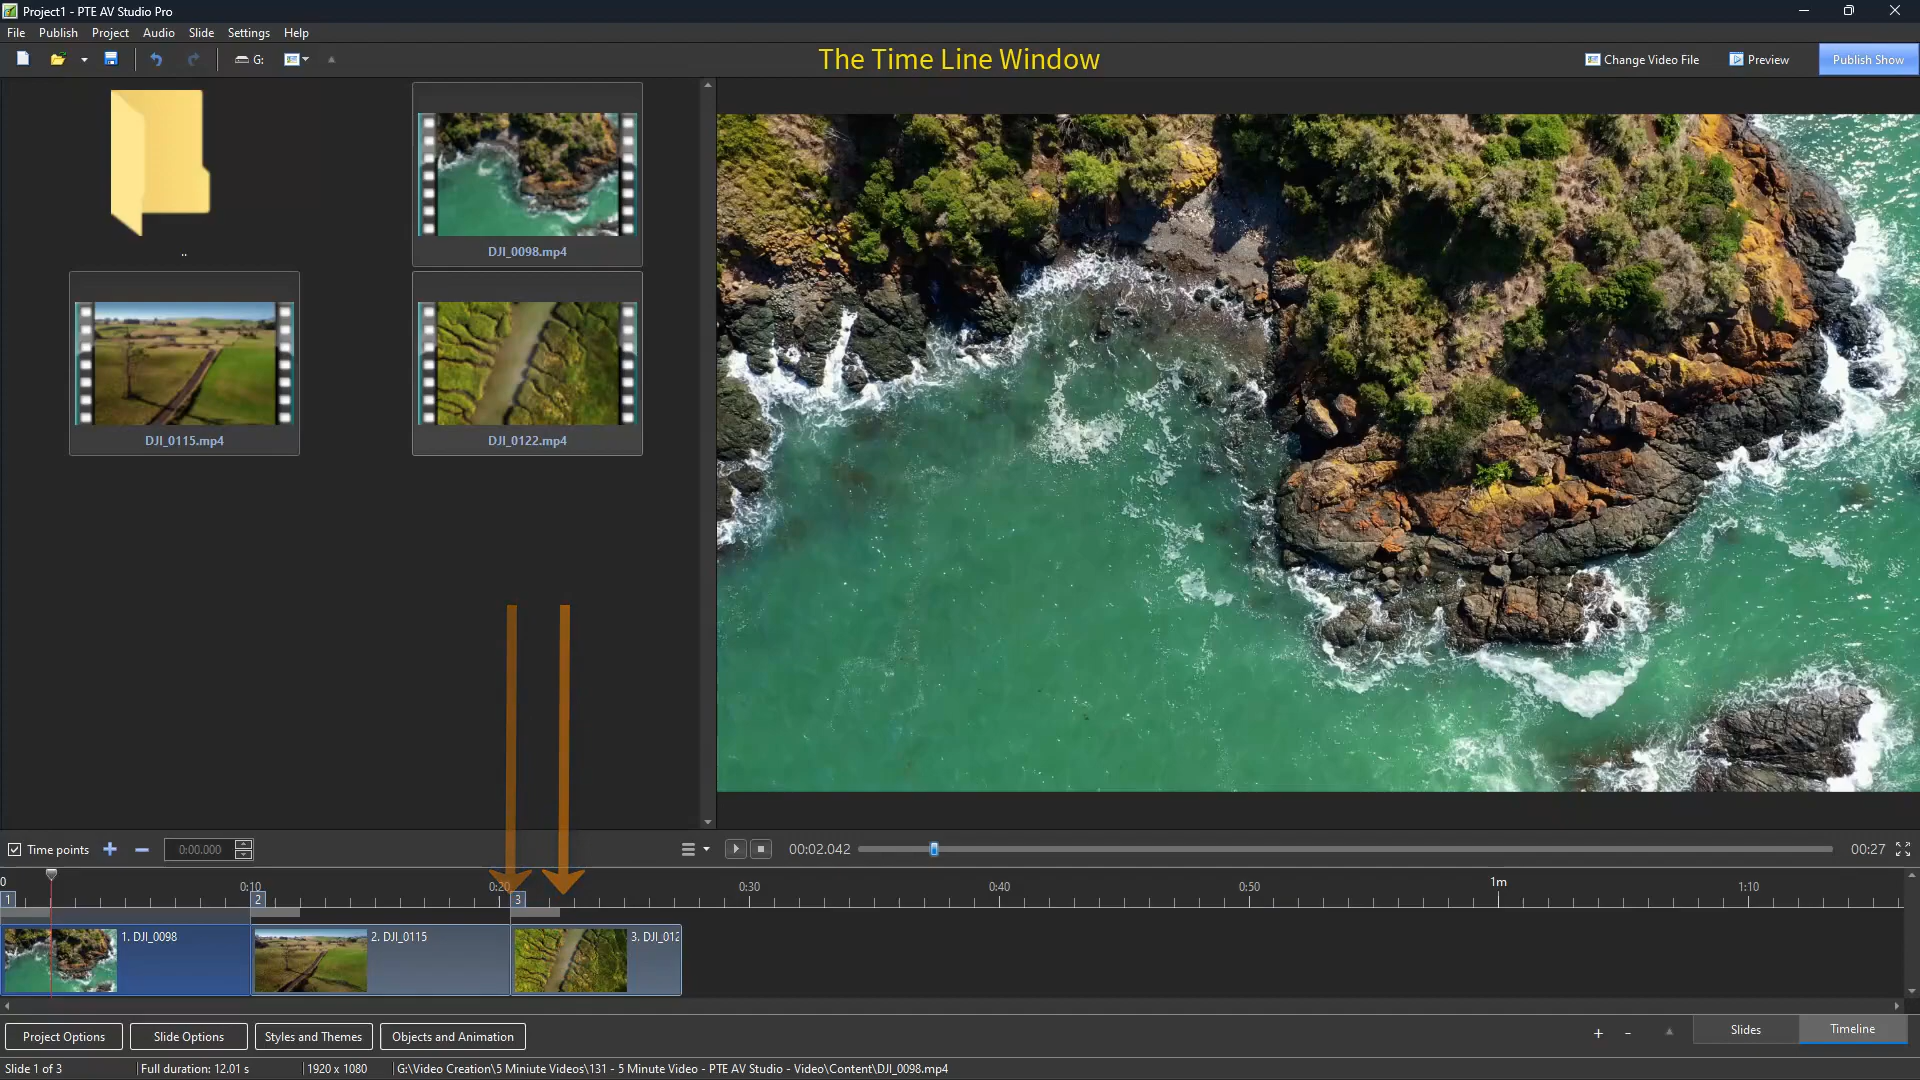 Project1 - PTE AV Studio Pro
File Publish Project Audio Slide Settings Help
G:
The Time Line Window
Change Video File
Preview
Publish Show
..
DJI_0098.mp4
DJI_0115.mp4
DJI_0122.mp4
Time points
0:00.000
00:02.042
00:27
0 0:10 0:20 0:30 0:40 0:50 1m 1:10
1 2 3
1. DJI_0098
2. DJI_0115
3. DJI_012
Project Options
Slide Options
Styles and Themes
Objects and Animation
+ -
Slides
Timeline
Slide 1 of 3
Full duration: 12.01 s
1920 x 1080
G:\Video Creation\5 Miniute Videos\131 - 5 Minute Video - PTE AV Studio - Video\Content\DJI_0098.mp4